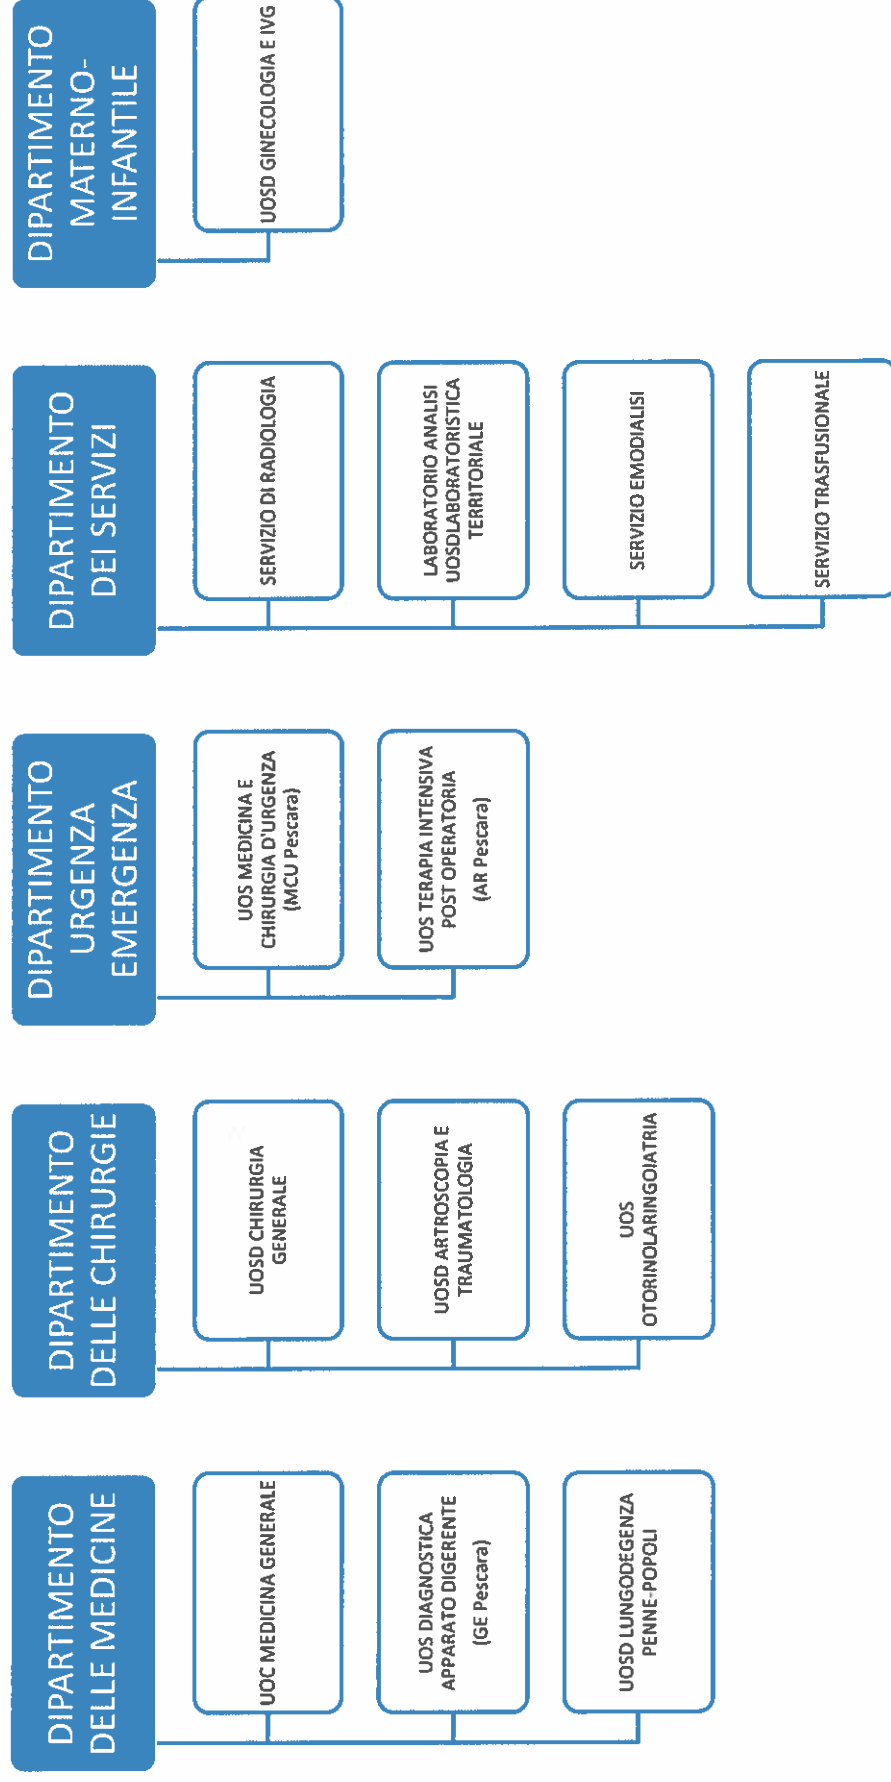 DIPARTIMENTO
DELLE MEDICINE
UOC MEDICINA GENERALE
UOS DIAGNOSTICA
APPARATO DIGERENTE
(GE Pescara)
UOSD LUNGODEGENZA
PENNE-POPOLI
DIPARTIMENTO
DELLE CHIRURGIE
UOSD CHIRURGIA
GENERALE
UOSD ARTROSCOPIA E
TRAUMATOLOGIA
UOS
OTORINOLARINGOIATRIA
DIPARTIMENTO
URGENZA
EMERGENZA
UOS MEDICINA E
CHIRURGIA D'URGENZA
(MCU Pescara)
UOS TERAPIA INTENSIVA
POST OPERATORIA
(AR Pescara)
DIPARTIMENTO
DEI SERVIZI
SERVIZIO DI RADIOLOGIA
LABORATORIO ANALISI
UOSDLABORATORISTICA
TERRITORIALE
SERVIZIO EMODIALISI
SERVIZIO TRASFUSIONALE
DIPARTIMENTO
MATERNO-
INFANTILE
UOSD GINECOLOGIA E IVG